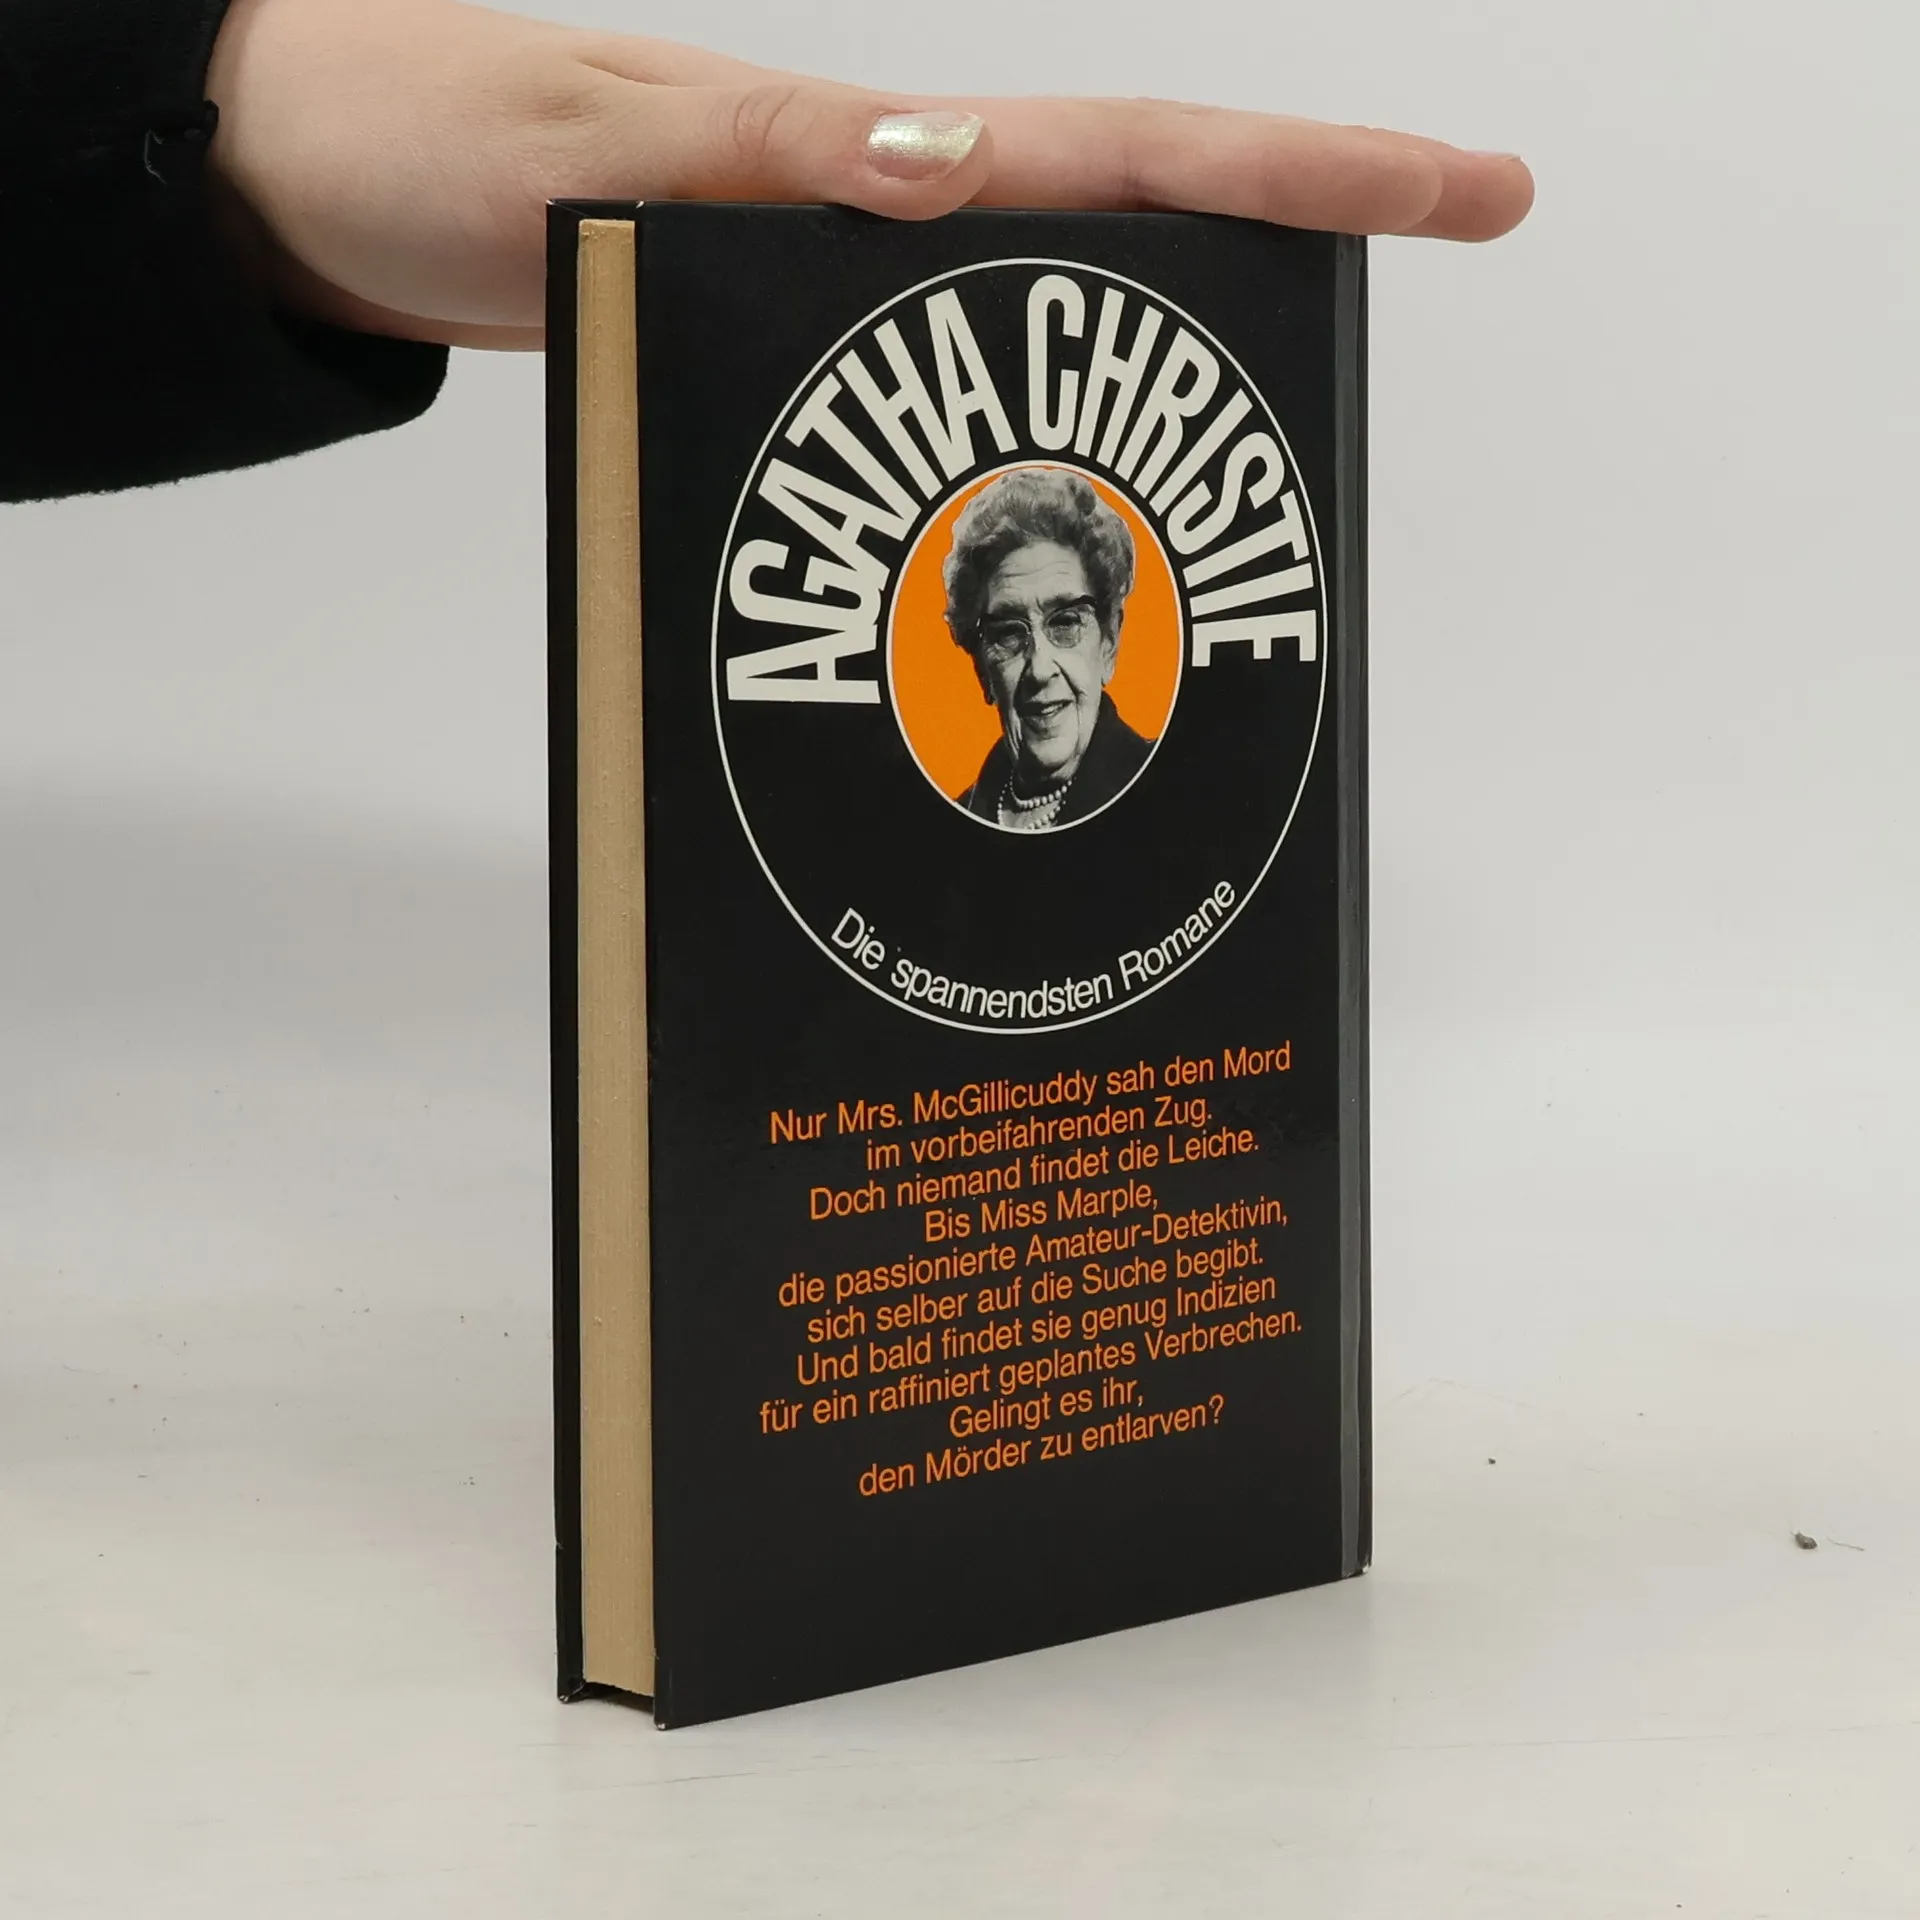 AGATHA CHRISTIE
Die spannendsten Romane
Nur Mrs. McGillicuddy sah den Mord
im vorbeifahrenden Zug.
Doch niemand findet die Leiche.
Bis Miss Marple,
die passionierte Amateur-Detektivin,
sich selber auf die Suche begibt.
Und bald findet sie genug Indizien
für ein raffiniert geplantes Verbrechen.
Gelingt es ihr,
den Mörder zu entlarven?